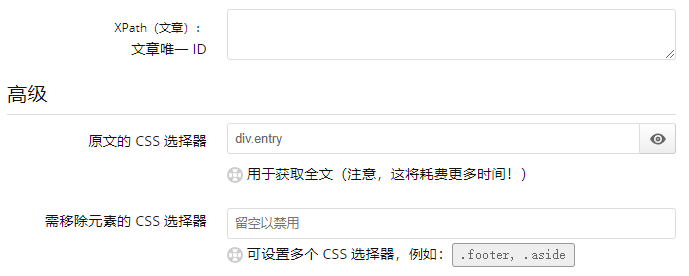 XPath（文章）：
文章唯一 ID
高级
原文的 CSS 选择器
div.entry
用于获取全文（注意，这将耗费更多时间！）
需移除元素的 CSS 选择器
留空以禁用
可设置多个 CSS 选择器，例如： .footer, .aside